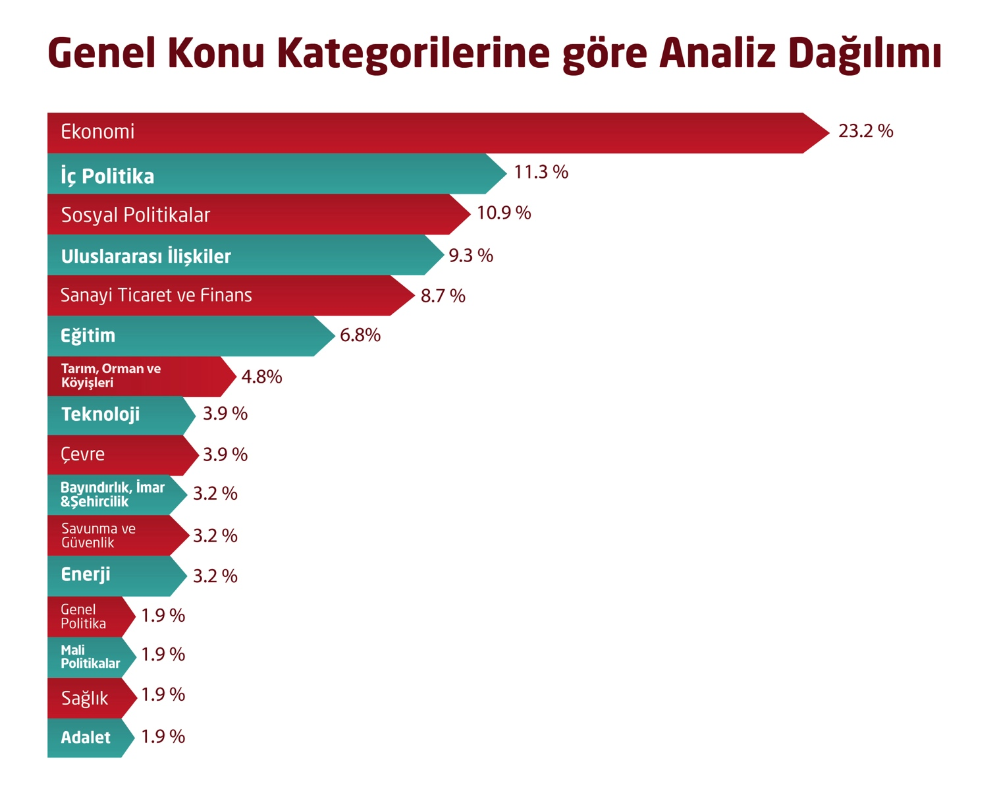 Genel Konu Kategorilerine göre Analiz Dağılımı
Ekonomi 23.2 %
İç Politika 11.3 %
Sosyal Politikalar 10.9 %
Uluslararası İlişkiler 9.3 %
Sanayi Ticaret ve Finans 8.7 %
Eğitim 6.8%
Tarım, Orman ve
Köyişleri 4.8%
Teknoloji 3.9 %
Çevre 3.9 %
Bayındırlık, İmar
&Şehircilik 3.2 %
Savunma ve
Güvenlik 3.2 %
Enerji 3.2 %
Genel
Politika 1.9 %
Mali
Politikalar 1.9 %
Sağlık 1.9 %
Adalet 1.9 %